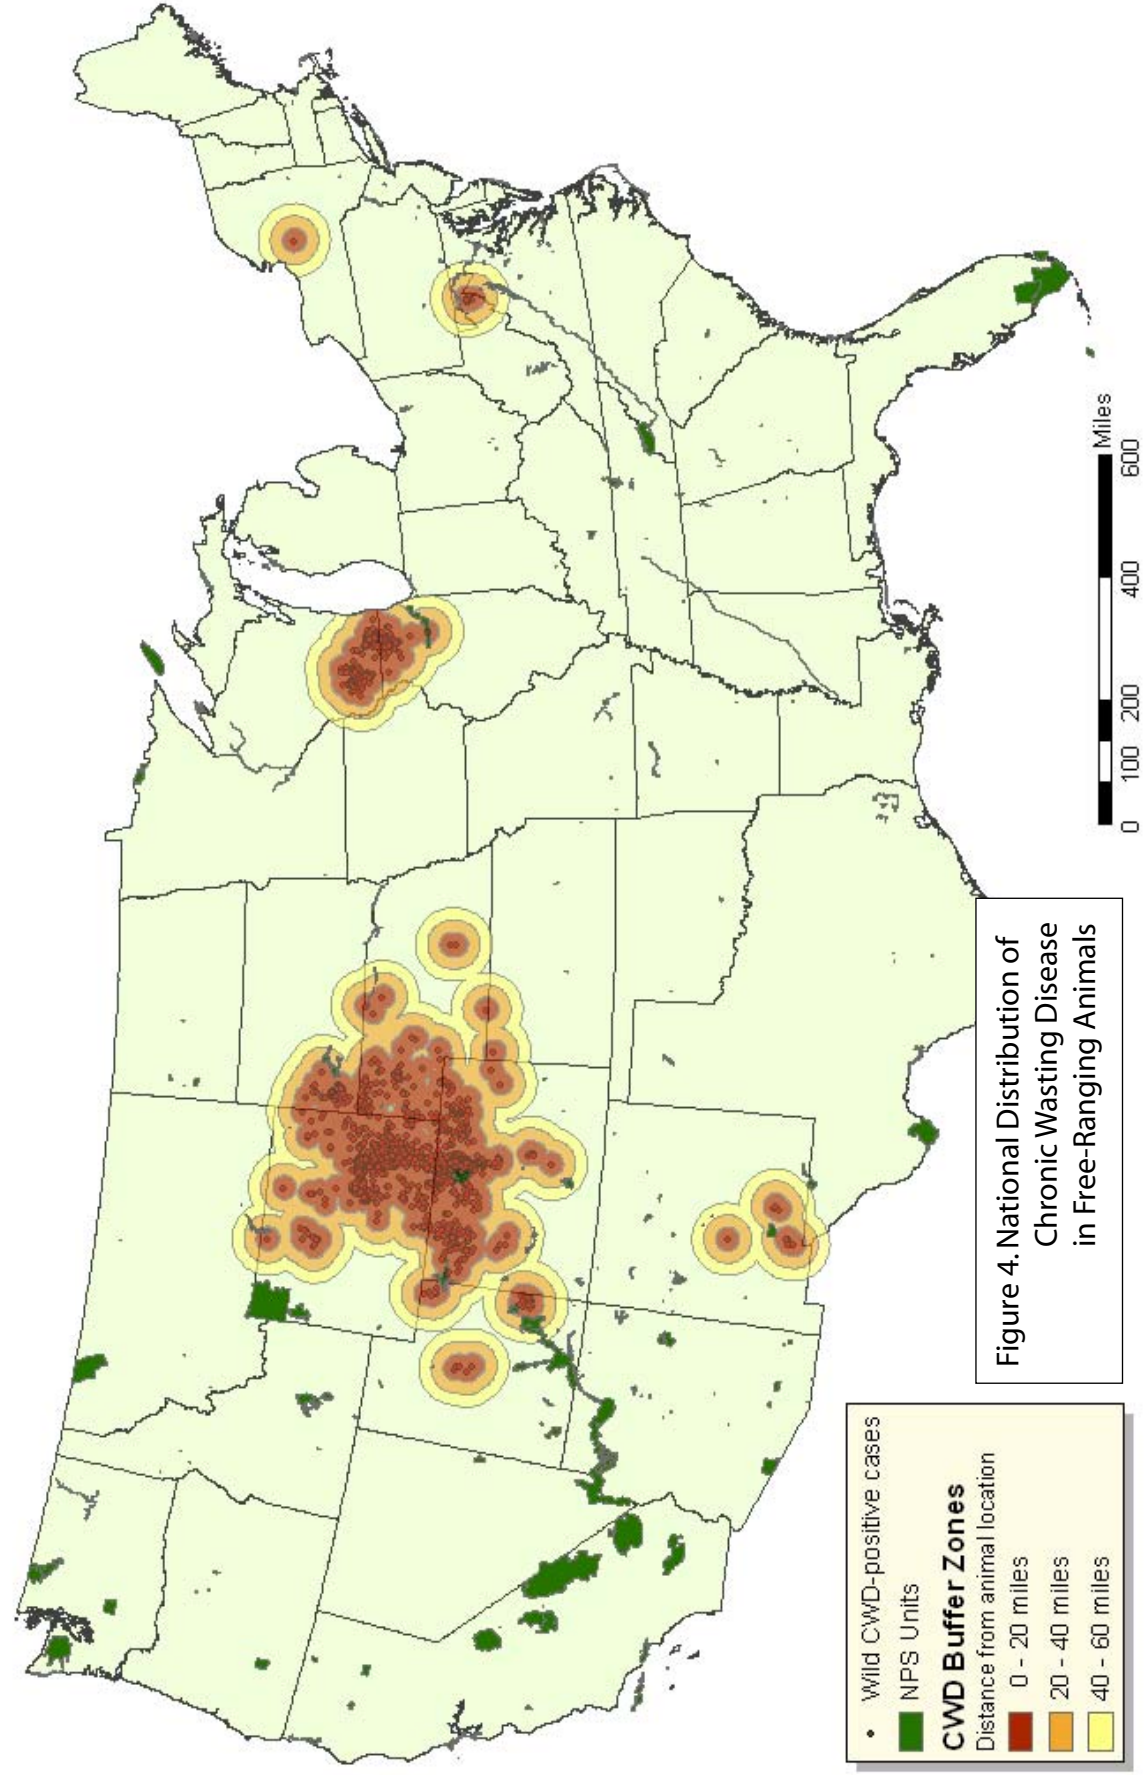 Wild CWD-positive cases
NPS Units
CWD Buffer Zones
Distance from animal location
0 - 20 miles
20 - 40 miles
40 - 60 miles
Figure 4. National Distribution of
Chronic Wasting Disease
in Free-Ranging Animals
Miles
0 100 200 400 600